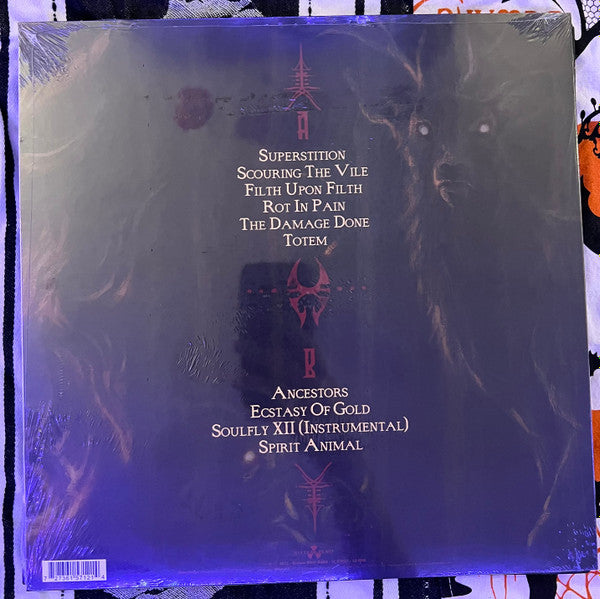 A
Superstition
Scouring The Vile
Filth Upon Filth
Rot In Pain
The Damage Done
Totem
B
Ancestors
Ecstasy Of Gold
Soulfly XII (Instrumental)
Spirit Animal